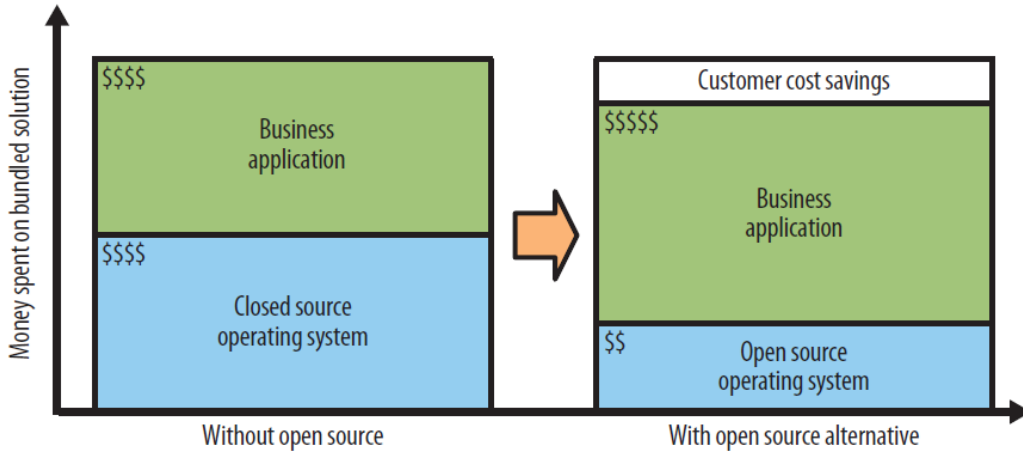 Money spent on bundled solution
$$$$
Business
application
$$$$
Closed source
operating system
Without open source
Customer cost savings
$$$$$
Business
application
$$
Open source
operating system
With open source alternative